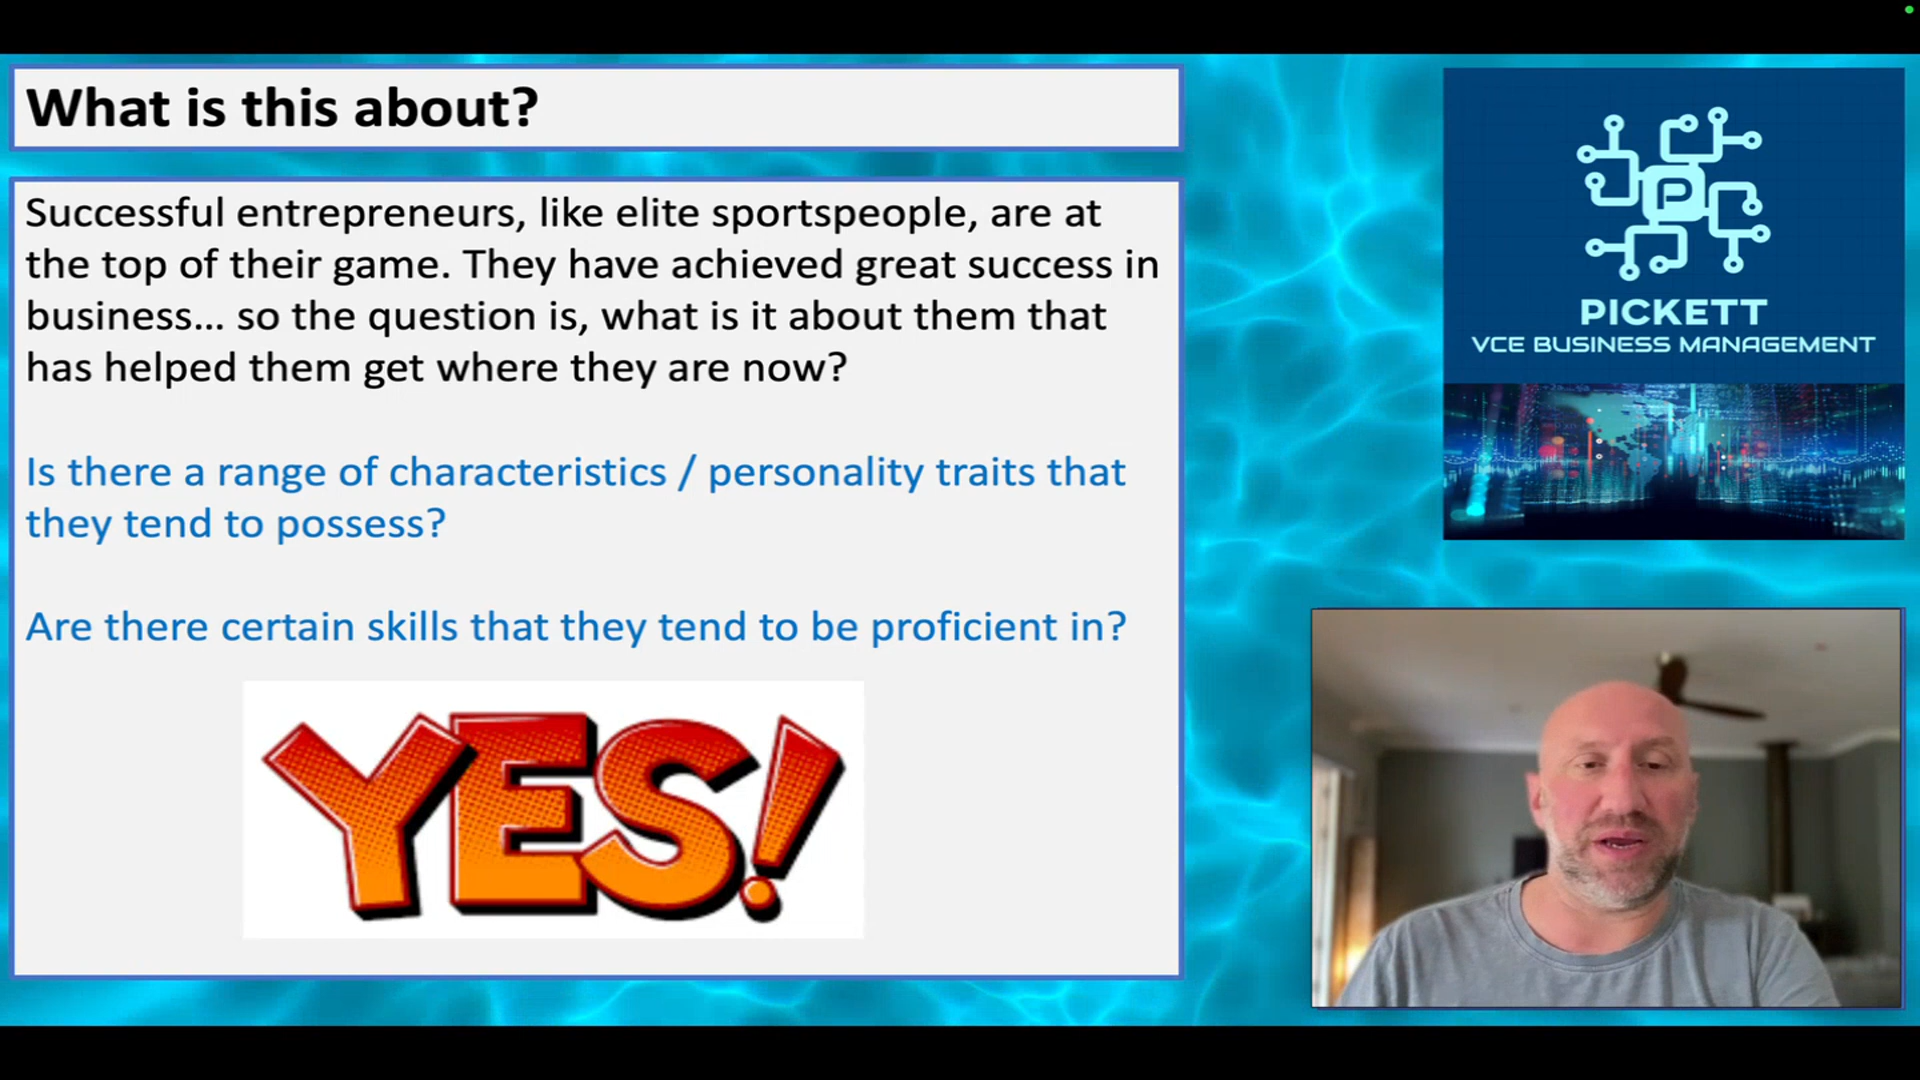 What is this about?
Successful entrepreneurs, like elite sportspeople, are at
the top of their game. They have achieved great success in
business... so the question is, what is it about them that
has helped them get where they are now?
Is there a range of characteristics / personality traits that
they tend to possess?
Are there certain skills that they tend to be proficient in?
YES!
P
PICKETT
VCE BUSINESS MANAGEMENT